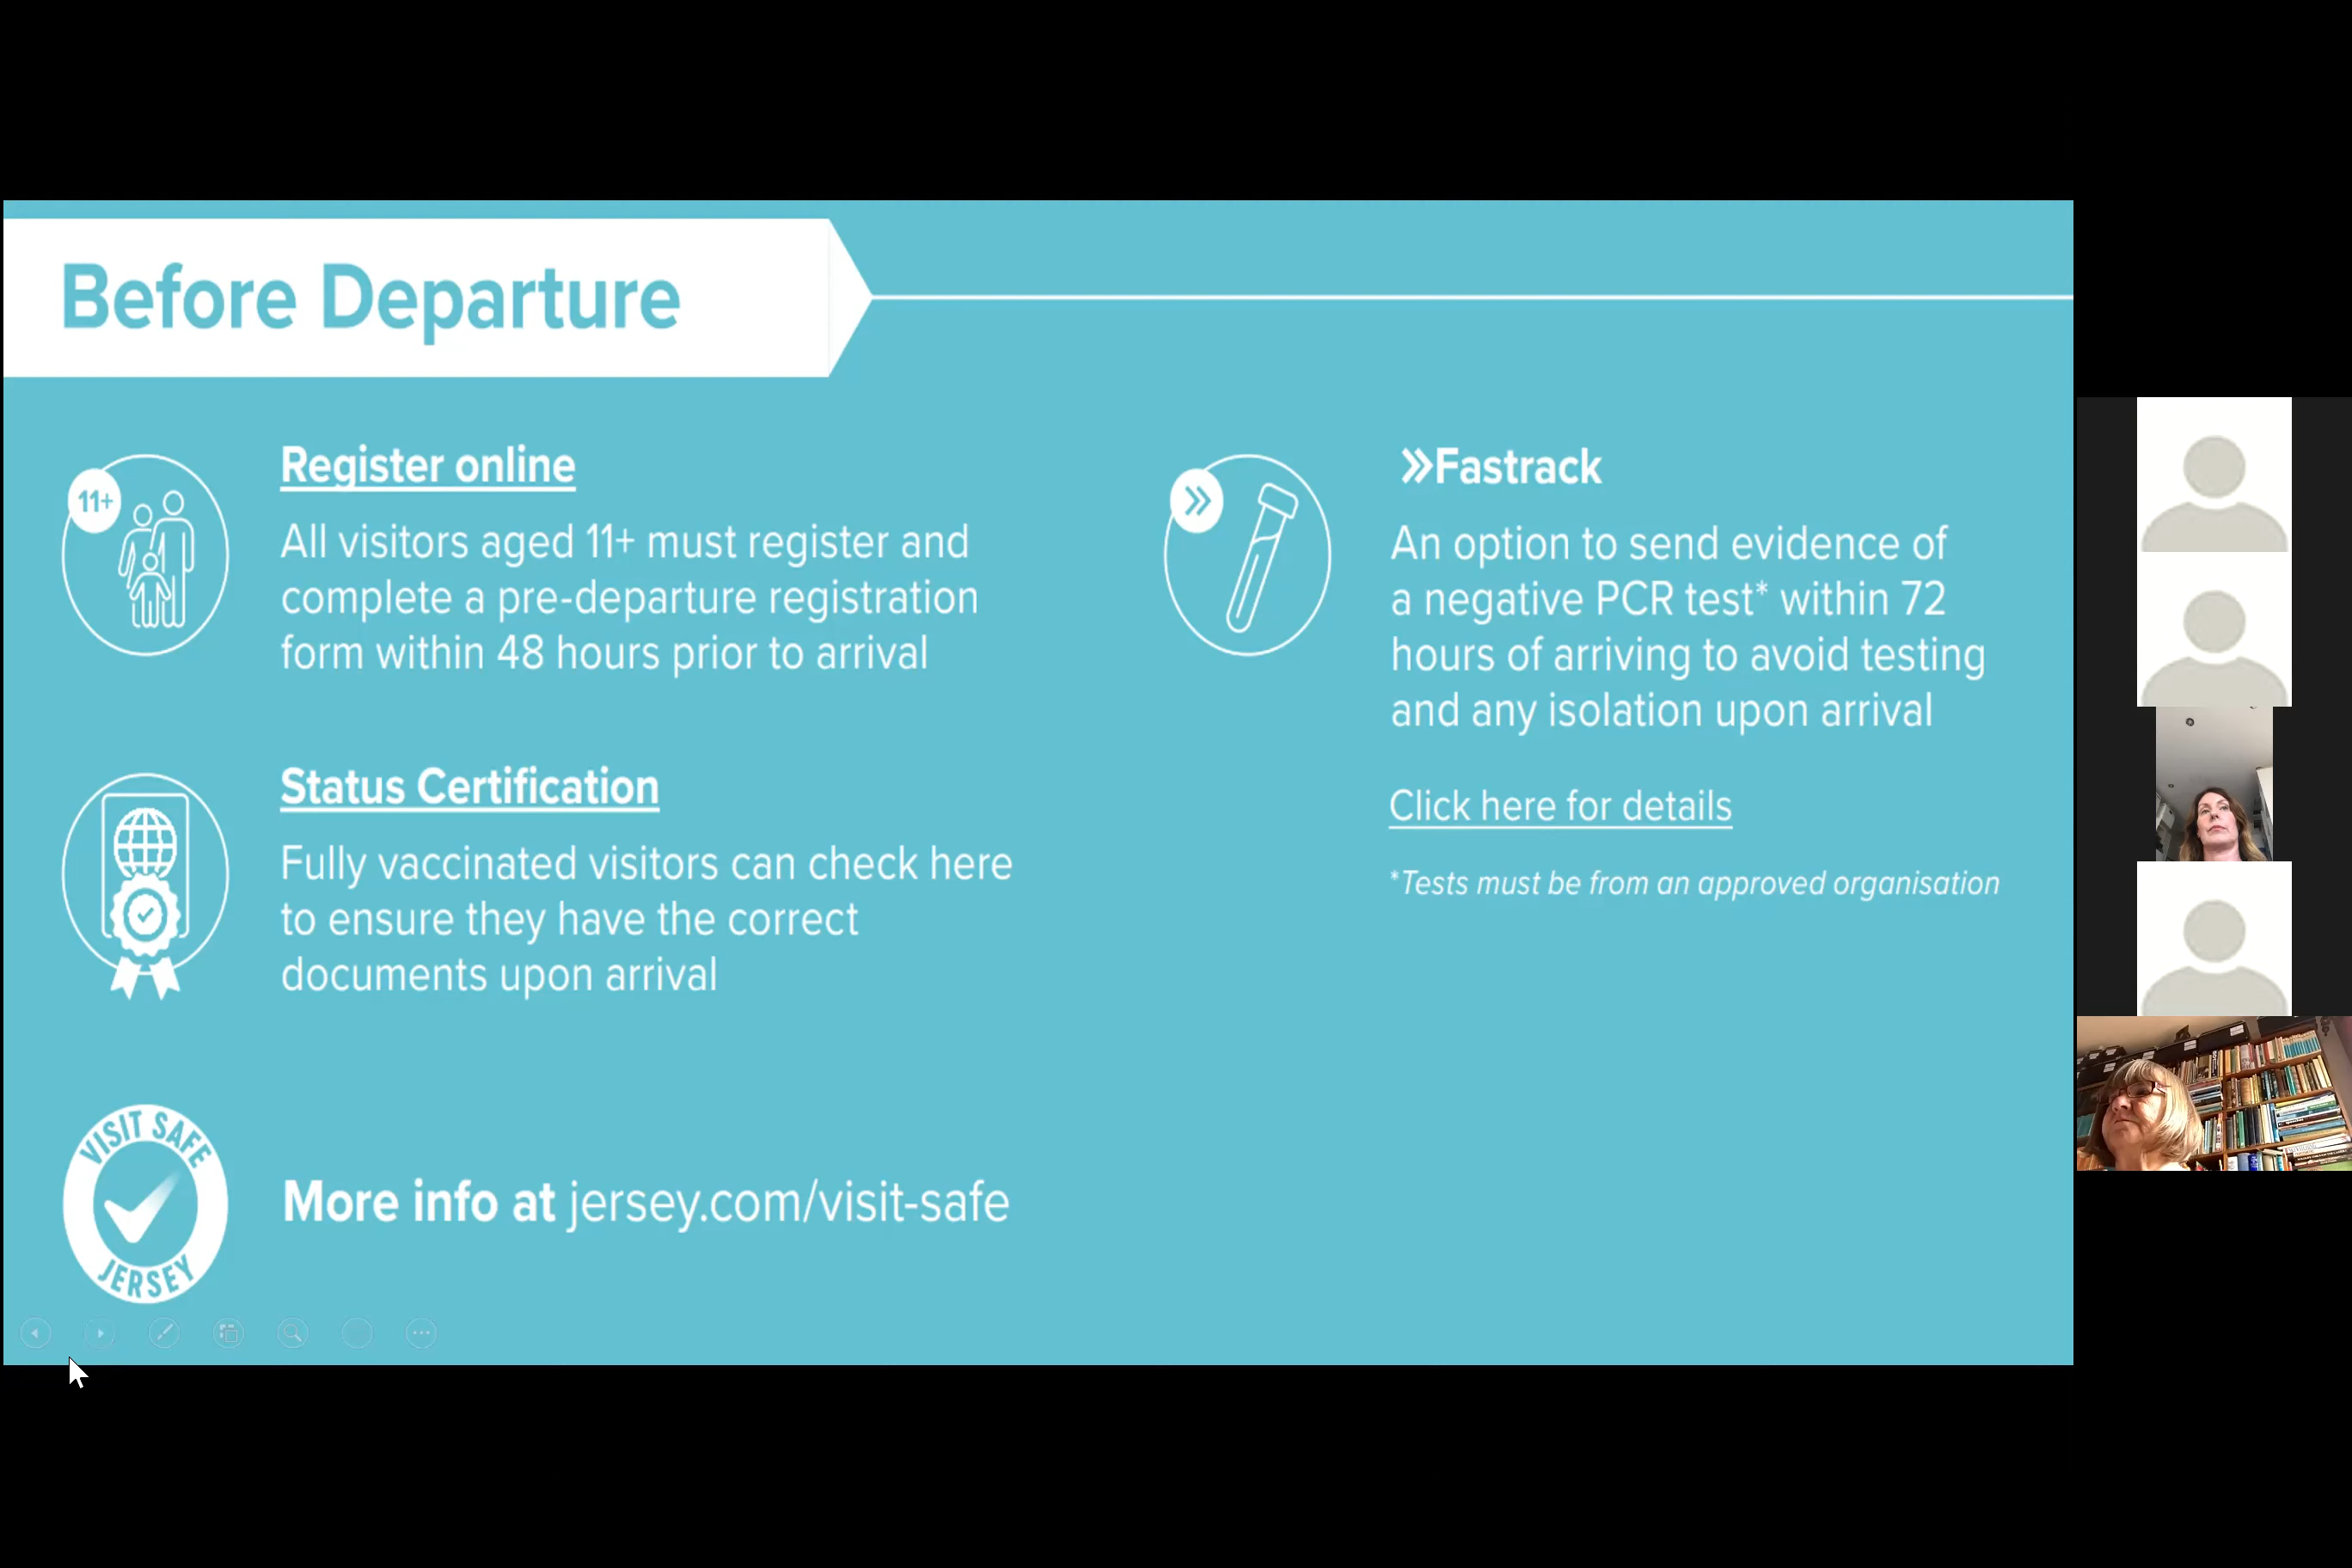 Before Departure
11+
Register online
All visitors aged 11+ must register and
complete a pre-departure registration
form within 48 hours prior to arrival
Status Certification
Fully vaccinated visitors can check here
to ensure they have the correct
documents upon arrival
»Fastrack
An option to send evidence of
a negative PCR test* within 72
hours of arriving to avoid testing
and any isolation upon arrival
Click here for details
*Tests must be from an approved organisation
VISIT SAFE
JERSEY
More info at jersey.com/visit-safe